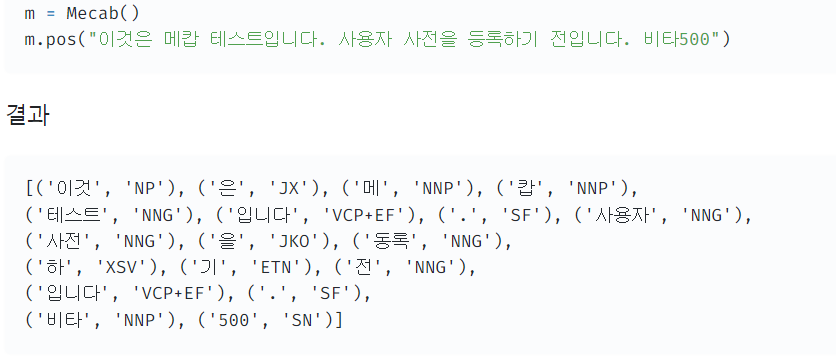 m = Mecab()
m.pos("이것은 메캅 테스트입니다. 사용자 사전을 등록하기 전입니다. 비타500")
결과
[('이것', 'NP'), ('은', 'JX'), ('메', 'NNP'), ('캅', 'NNP'),
('테스트', 'NNG'), ('입니다', 'VCP+EF'), ('.', 'SF'), ('사용자', 'NNG'),
('사전', 'NNG'), ('을', 'JKO'), ('등록', 'NNG'),
('하', 'XSV'), ('기', 'ETN'), ('전', 'NNG'),
('입니다', 'VCP+EF'), ('.', 'SF'),
('비타', 'NNP'), ('500', 'SN')]